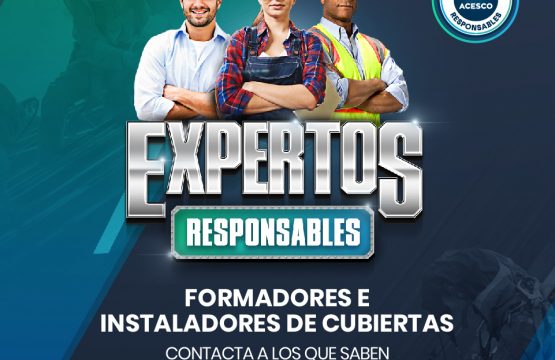 ACESCO
RESPONSABLES
EXPERTOS
RESPONSABLES
FORMADORES E
INSTALADORES DE CUBIERTAS
CONTACTA A LOS QUE SABEN